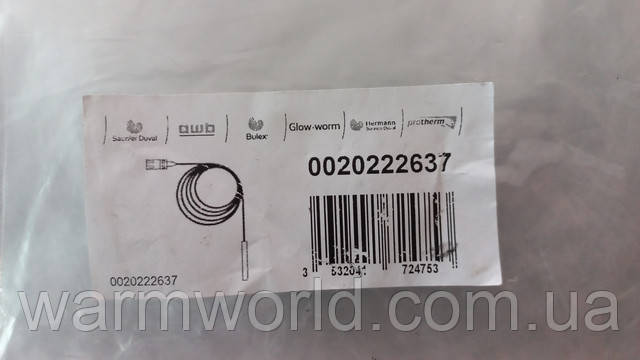 Saunier Duval awb Bulex Glow-worm Hermann Saunier Duval protherm
0020222637
0020222637
3 532041 724753
warmworld.com.ua